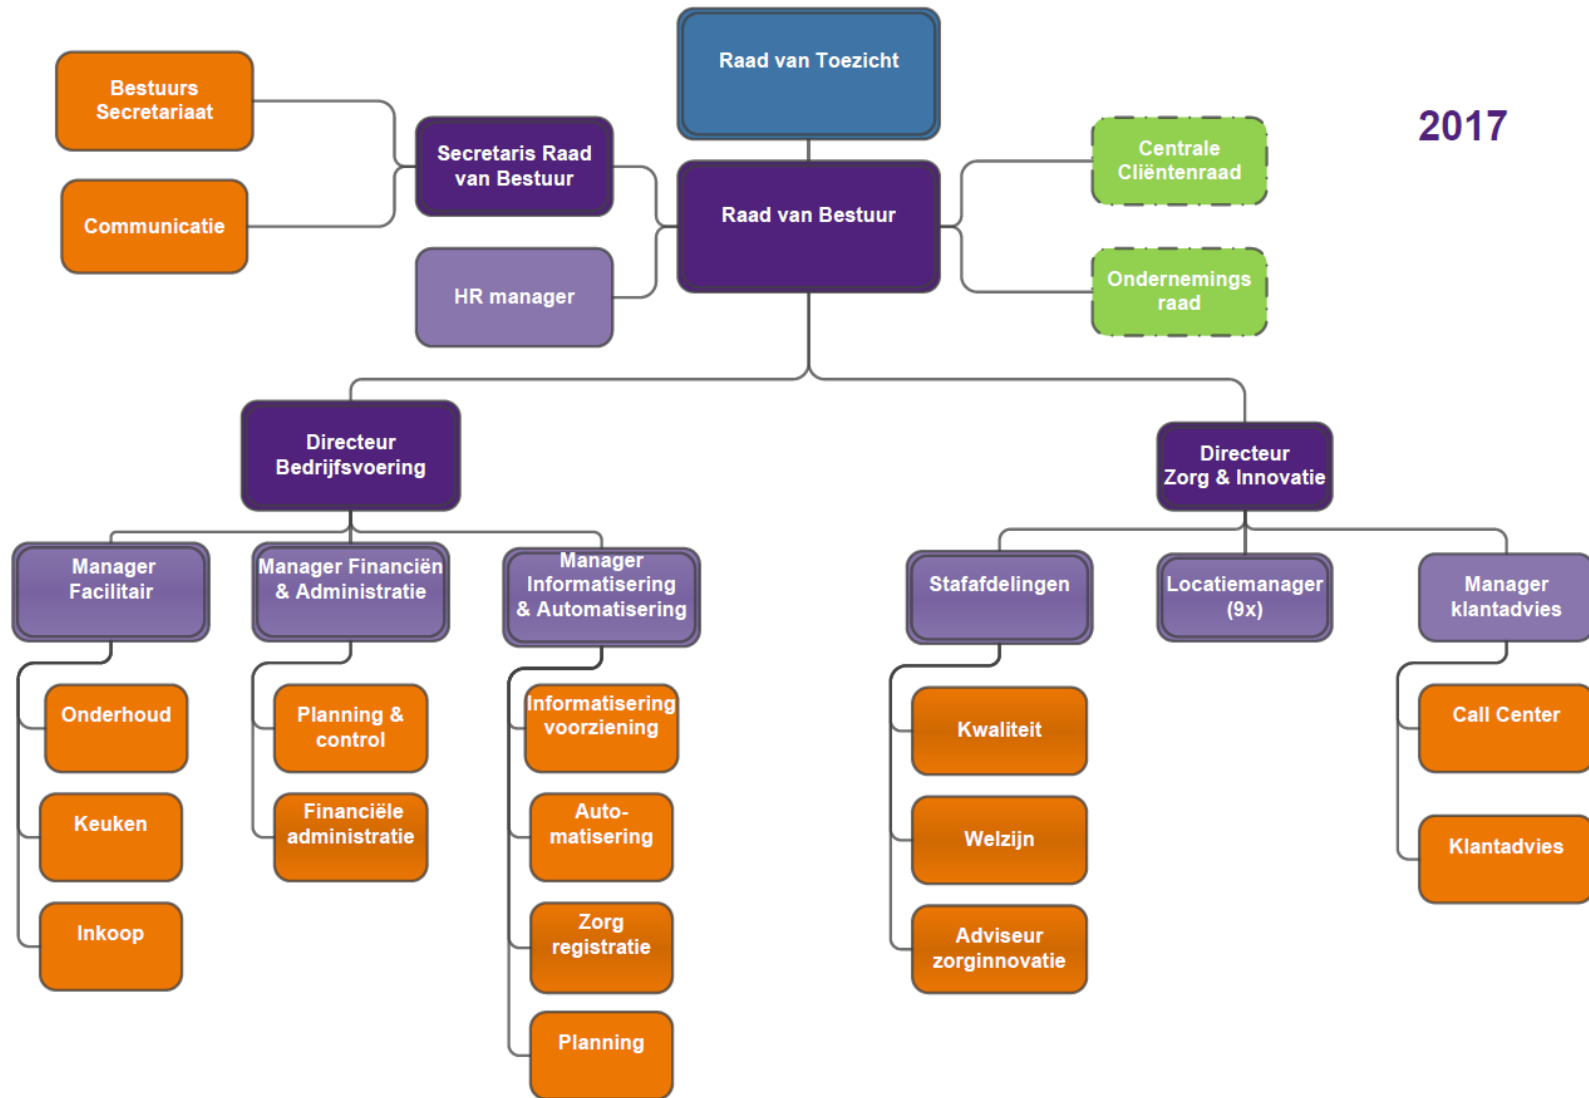 Raad van Toezicht
2017
Bestuurs
Secretariaat
Communicatie
Secretaris Raad
van Bestuur
HR manager
Raad van Bestuur
Centrale
Cliëntenraad
Ondernemings
raad
Directeur
Bedrijfsvoering
Directeur
Zorg & Innovatie
Manager
Facilitair
Manager Financiën
& Administratie
Manager
Informatisering
& Automatisering
Stafafdelingen
Locatiemanager
(9x)
Manager
klantadvies
Onderhoud
Keuken
Inkoop
Planning &
control
Financiële
administratie
Informatisering
voorziening
Auto-
matisering
Zorg
registratie
Planning
Kwaliteit
Welzijn
Adviseur
zorginnovatie
Call Center
Klantadvies